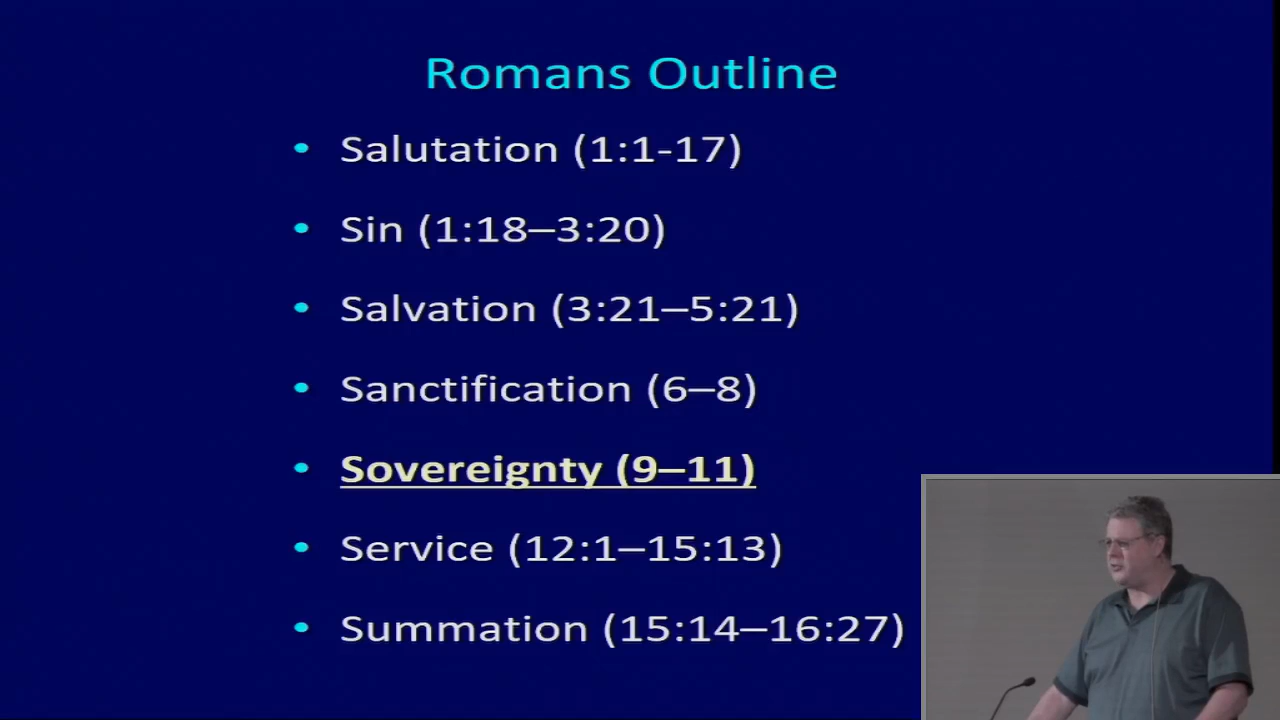 Romans Outline
• Salutation (1:1-17)
• Sin (1:18–3:20)
• Salvation (3:21–5:21)
• Sanctification (6–8)
• Sovereignty (9–11)
• Service (12:1–15:13)
• Summation (15:14–16:27)